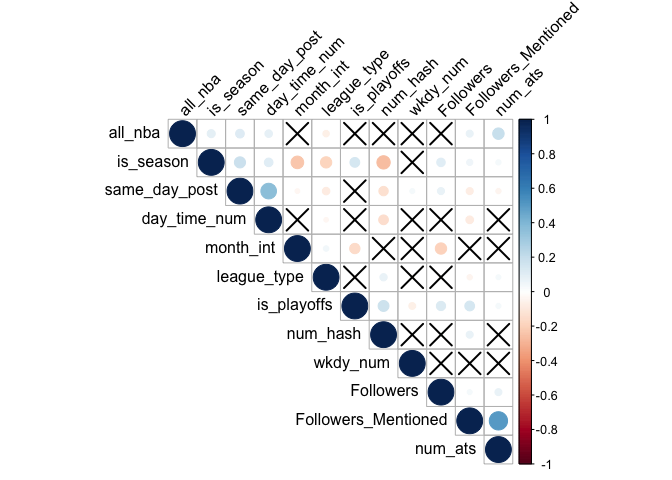 all_nba
is_season
same_day_post
day_time_num
month_int
league_type
is_playoffs
num_hash
wkdy_num
Followers
Followers_Mentioned
num_ats
all_nba
is_season
same_day_post
day_time_num
month_int
league_type
is_playoffs
num_hash
wkdy_num
Followers
Followers_Mentioned
num_ats
1
0.8
0.6
0.4
0.2
0
-0.2
-0.4
-0.6
-0.8
-1